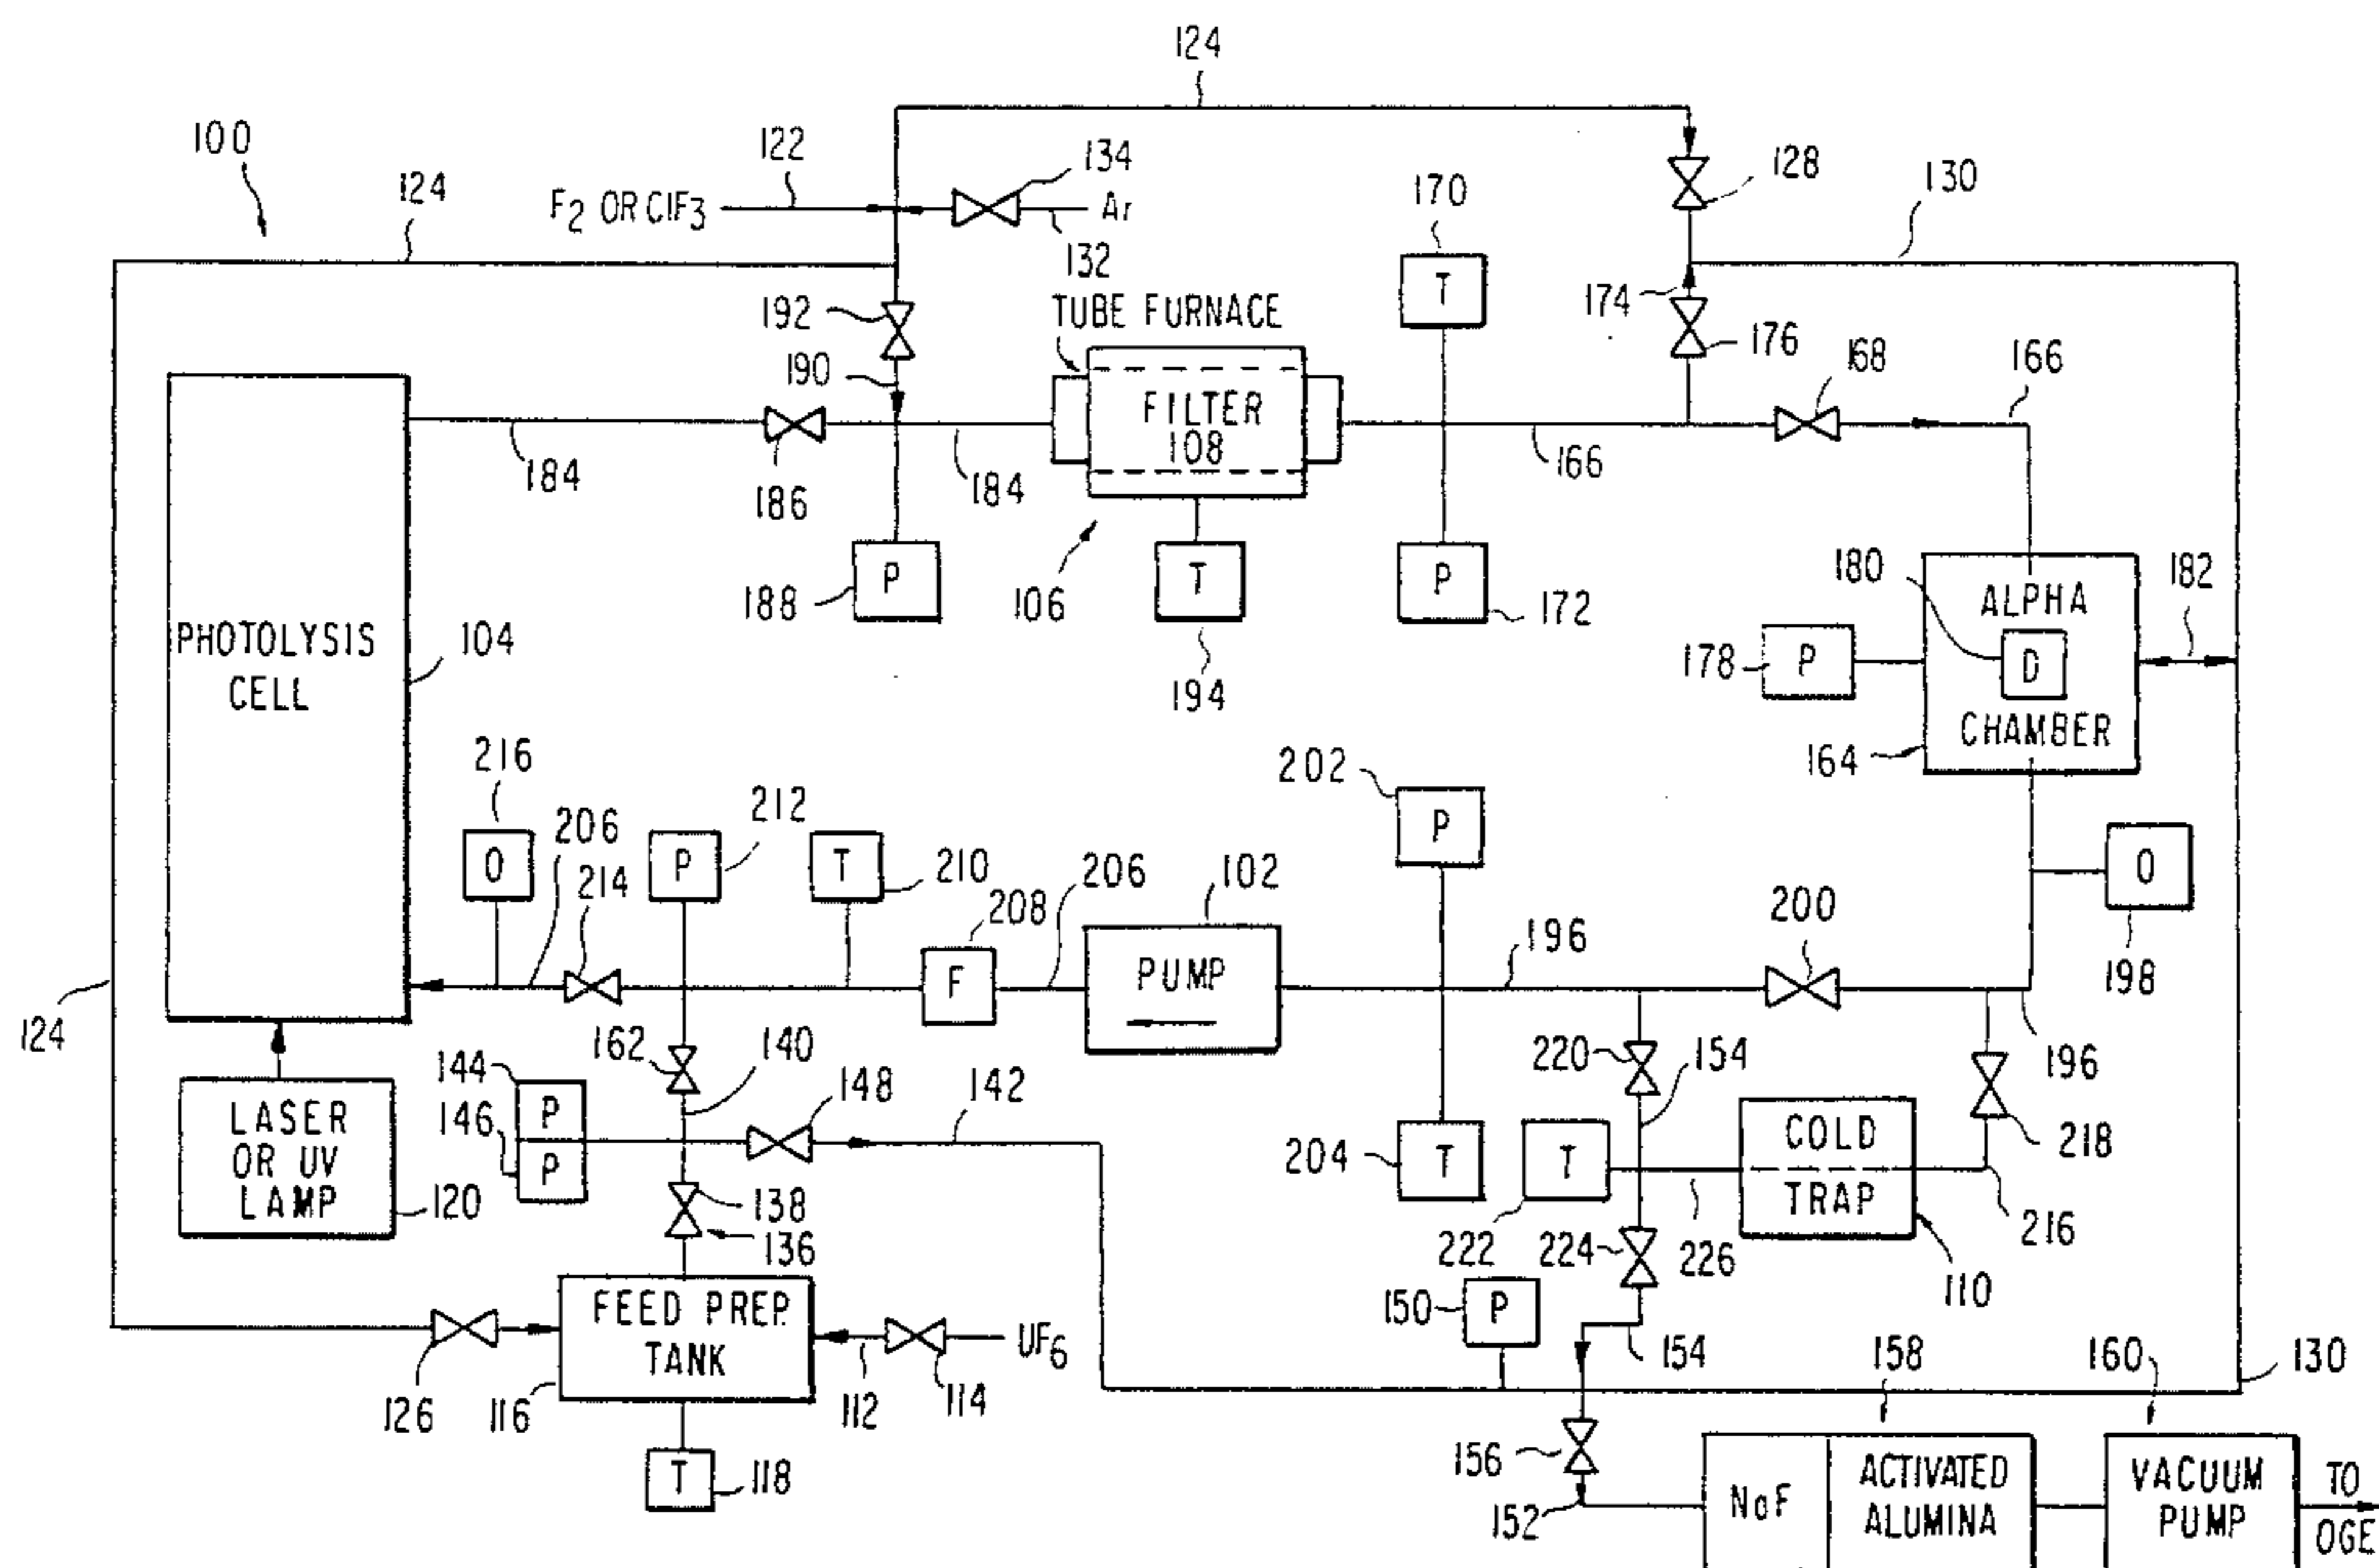 124
100
122
134
128
124
F2 OR ClF3
Ar
170
130
132
T
174
192
TUBE FURNACE
176
168
166
190
FILTER
108
184
186
184
166
180
182
P
T
P
ALPHA
188
106
172
PHOTOLYSIS
CELL
104
178
P
D
194
CHAMBER
164
216
212
202
P
206
O
P
T
210
O
214
208
206
102
200
F
PUMP
196
198
124
162
140
220
154
196
144
P
148
142
LASER
OR UV
LAMP
146
P
COLD
TRAP
218
204
T
T
120
138
136
222
224
226
216
FEED PREP.
TANK
150
P
110
UF6
154
158
160
130
126
116
112
114
156
T
118
152
NaF
ACTIVATED
ALUMINA
VACUUM
PUMP
TO
OGE